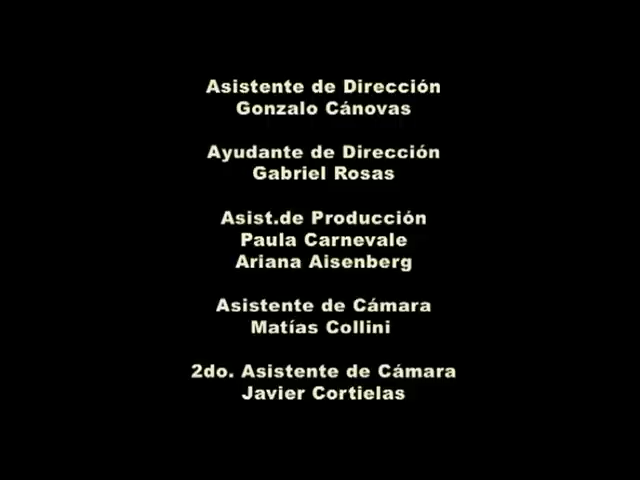 Asistente de Dirección
Gonzalo Cánovas
Ayudante de Dirección
Gabriel Rosas
Asist.de Producción
Paula Carnevale
Ariana Aisenberg
Asistente de Cámara
Matías Collini
2do. Asistente de Cámara
Javier Cortielas